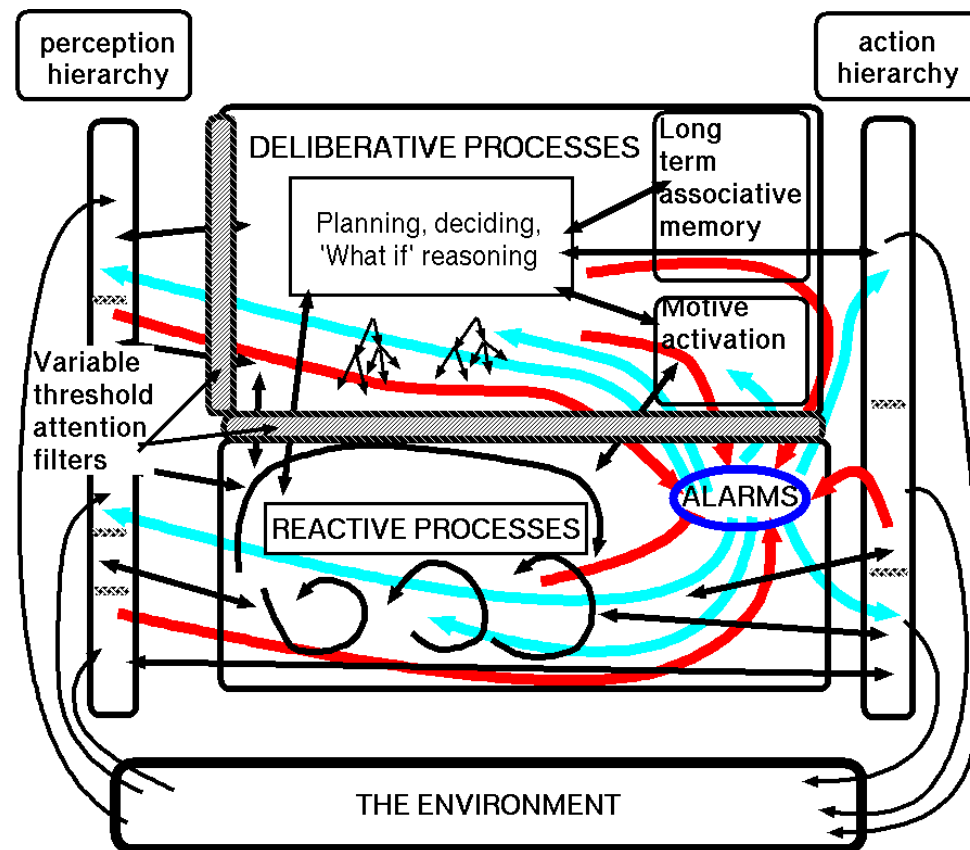 perception
hierarchy
action
hierarchy
DELIBERATIVE PROCESSES
Long
term
associative
memory
Planning, deciding,
'What if' reasoning
Motive
activation
Variable
threshold
attention
filters
ALARMS
REACTIVE PROCESSES
THE ENVIRONMENT